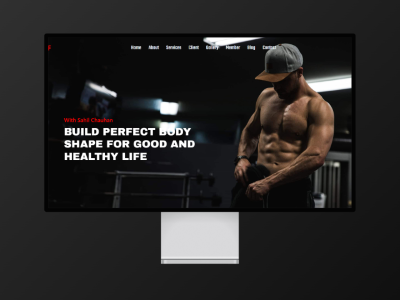 Home About Services Client Gallery Member Blog Contact
With Sahil Chauhan
BUILD PERFECT BODY
SHAPE FOR GOOD AND
HEALTHY LIFE